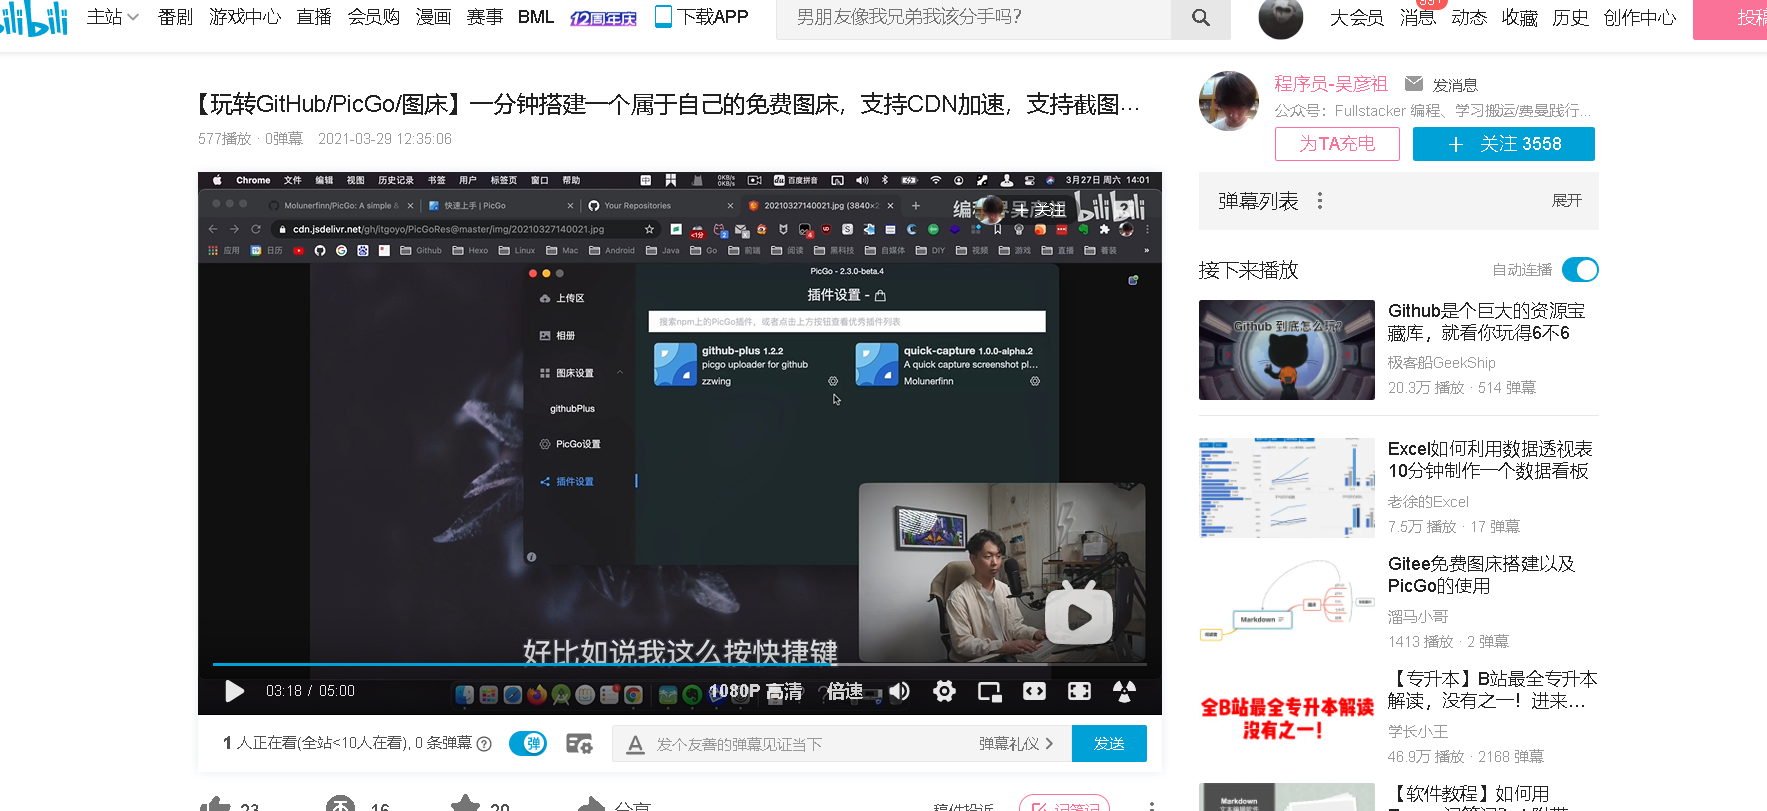 主站
番剧
游戏中心
直播
会员购
漫画
赛事
BML
12周年庆
下载APP
男朋友像我兄弟我该分手吗?
大会员
消息
99+
动态
收藏
历史
创作中心
【玩转GitHub/PicGo/图床】一分钟搭建一个属于自己的免费图床，支持CDN加速，支持截图…
577播放 · 0弹幕 2021-03-29 12:35:06
程序员-吴彦祖
发消息
公众号：Fullstacker 编程、学习搬运/费曼践行...
为TA充电
＋ 关注 3558
弹幕列表
展开
Chrome 文件 编辑 视图 历史记录 书签 用户 标签页 窗口 帮助
百度拼音
3月27日 周六 14:01
Molunerfinn/PicGo: A simple &
快速上手 | PicGo
Your Repositories
20210327140021.jpg (3840×2
+ 关注
bilibili
cdn.jsdelivr.net/gh/itgoyo/PicGoRes@master/img/20210327140021.jpg
应用 日历 Github Hexo Linux Mac Android Java Go 前端 阅读 黑科技 自媒体 DIY 视频 游戏 直播 着装
PicGo - 2.3.0-beta.4
上传区
相册
图床设置
githubPlus
PicGo设置
插件设置
插件设置 -
搜索npm上的PicGo插件，或者点击上方按钮查看优秀插件列表
github-plus 1.2.2
picgo uploader for github
zzwing
quick-capture 1.0.0-alpha.2
A quick capture screenshot pl...
Molunerfinn
好比如说我这么按快捷键
03:18 / 05:00
1080P 高清
倍速
1 人正在看(全站<10人在看), 0 条弹幕
弹
发个友善的弹幕见证当下
弹幕礼仪
发送
23
16
20
分享
稿件投诉
记笔记
接下来播放
自动连播
Github 到底怎么玩?
Github是个巨大的资源宝
藏库，就看你玩得6不6
极客船GeekShip
20.3万 播放 · 514 弹幕
Excel如何利用数据透视表
10分钟制作一个数据看板
老徐的Excel
7.5万 播放 · 17 弹幕
Markdown
Gitee免费图床搭建以及
PicGo的使用
溜马小哥
1413 播放 · 2 弹幕
全B站最全专升本解读
没有之一！
【专升本】B站最全专升本
解读，没有之一！进来…
学长小王
46.9万 播放 · 2168 弹幕
Markdown
【软件教程】如何用